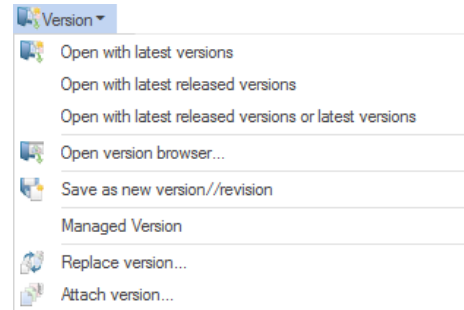 Version
Open with latest versions
Open with latest released versions
Open with latest released versions or latest versions
Open version browser...
Save as new version//revision
Managed Version
Replace version...
Attach version...